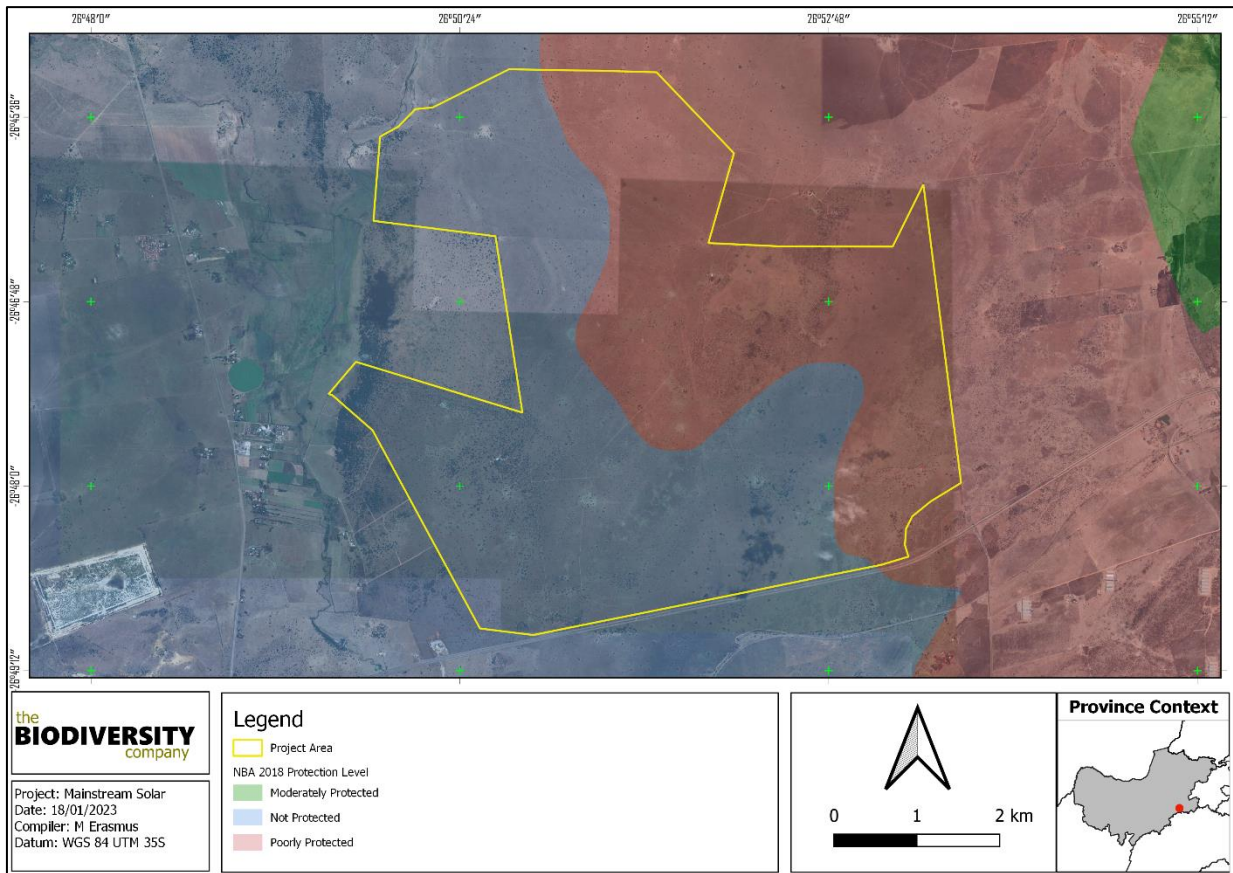 26°48'0" 26°50'24" 26°52'48" 26°55'12"
-26°45'36"
-26°46'48"
-26°48'0"
-26°49'12"
the
BIODIVERSITY
company
Project: Mainstream Solar
Date: 18/01/2023
Compiler: M Erasmus
Datum: WGS 84 UTM 35S
Legend
Project Area
NBA 2018 Protection Level
Moderately Protected
Not Protected
Poorly Protected
0 1 2 km
Province Context